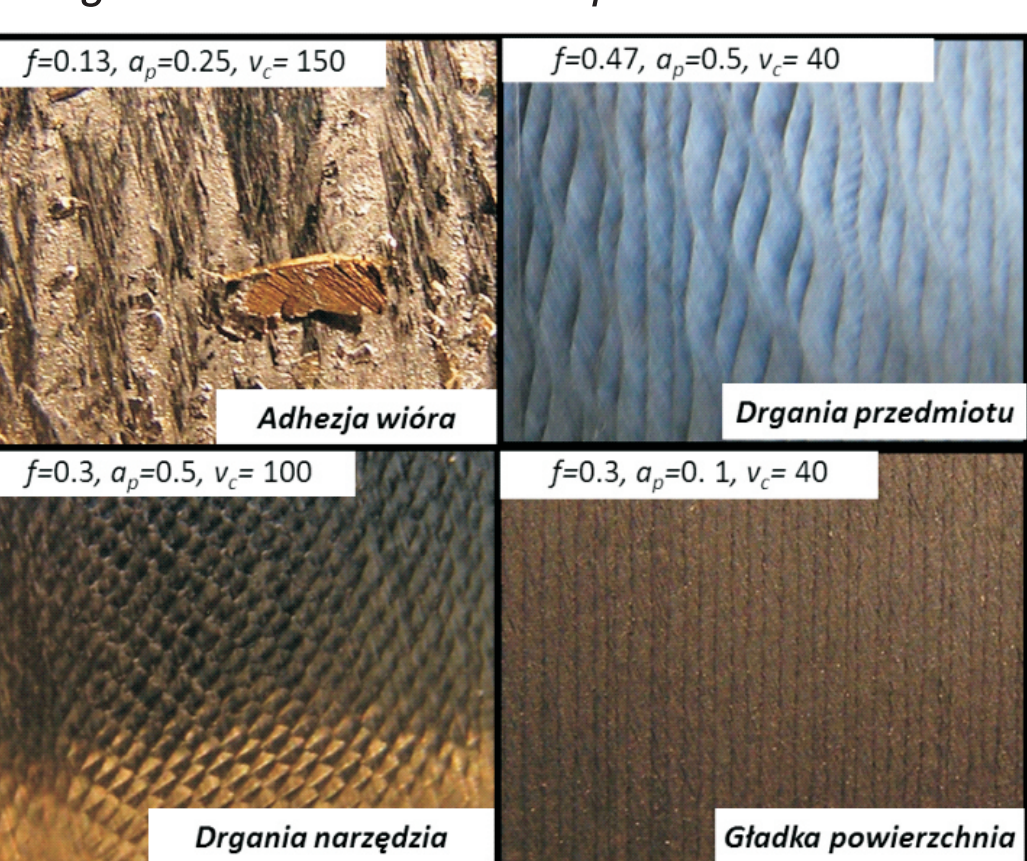 f=0.13, ap=0.25, vc= 150
f=0.47, ap=0.5, vc= 40
Adhezja wióra
Drgania przedmiotu
f=0.3, ap=0.5, vc= 100
f=0.3, ap=0. 1, vc= 40
Drgania narzędzia
Gładka powierzchnia